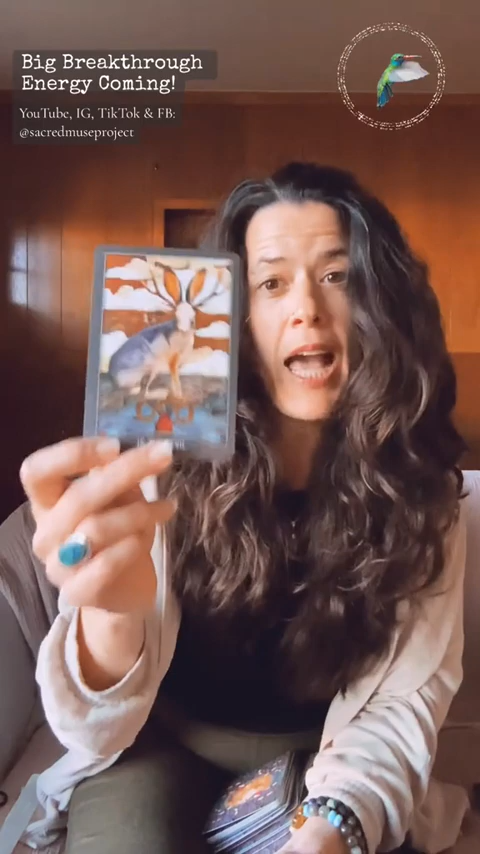 Big Breakthrough
Energy Coming!
YouTube, IG, TikTok & FB:
@sacredmuseproject